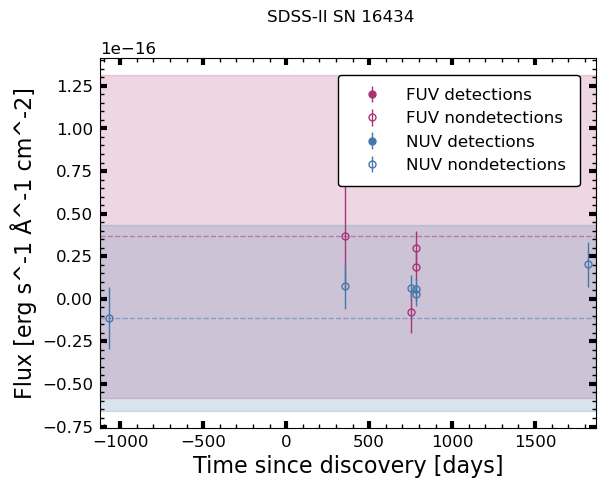 SDSS-II SN 16434
1e−16
FUV detections
FUV nondetections
NUV detections
NUV nondetections
Flux [erg s^-1 Å^-1 cm^-2]
1.25
1.00
0.75
0.50
0.25
0.00
−0.25
−0.50
−0.75
−1000 −500 0 500 1000 1500
Time since discovery [days]